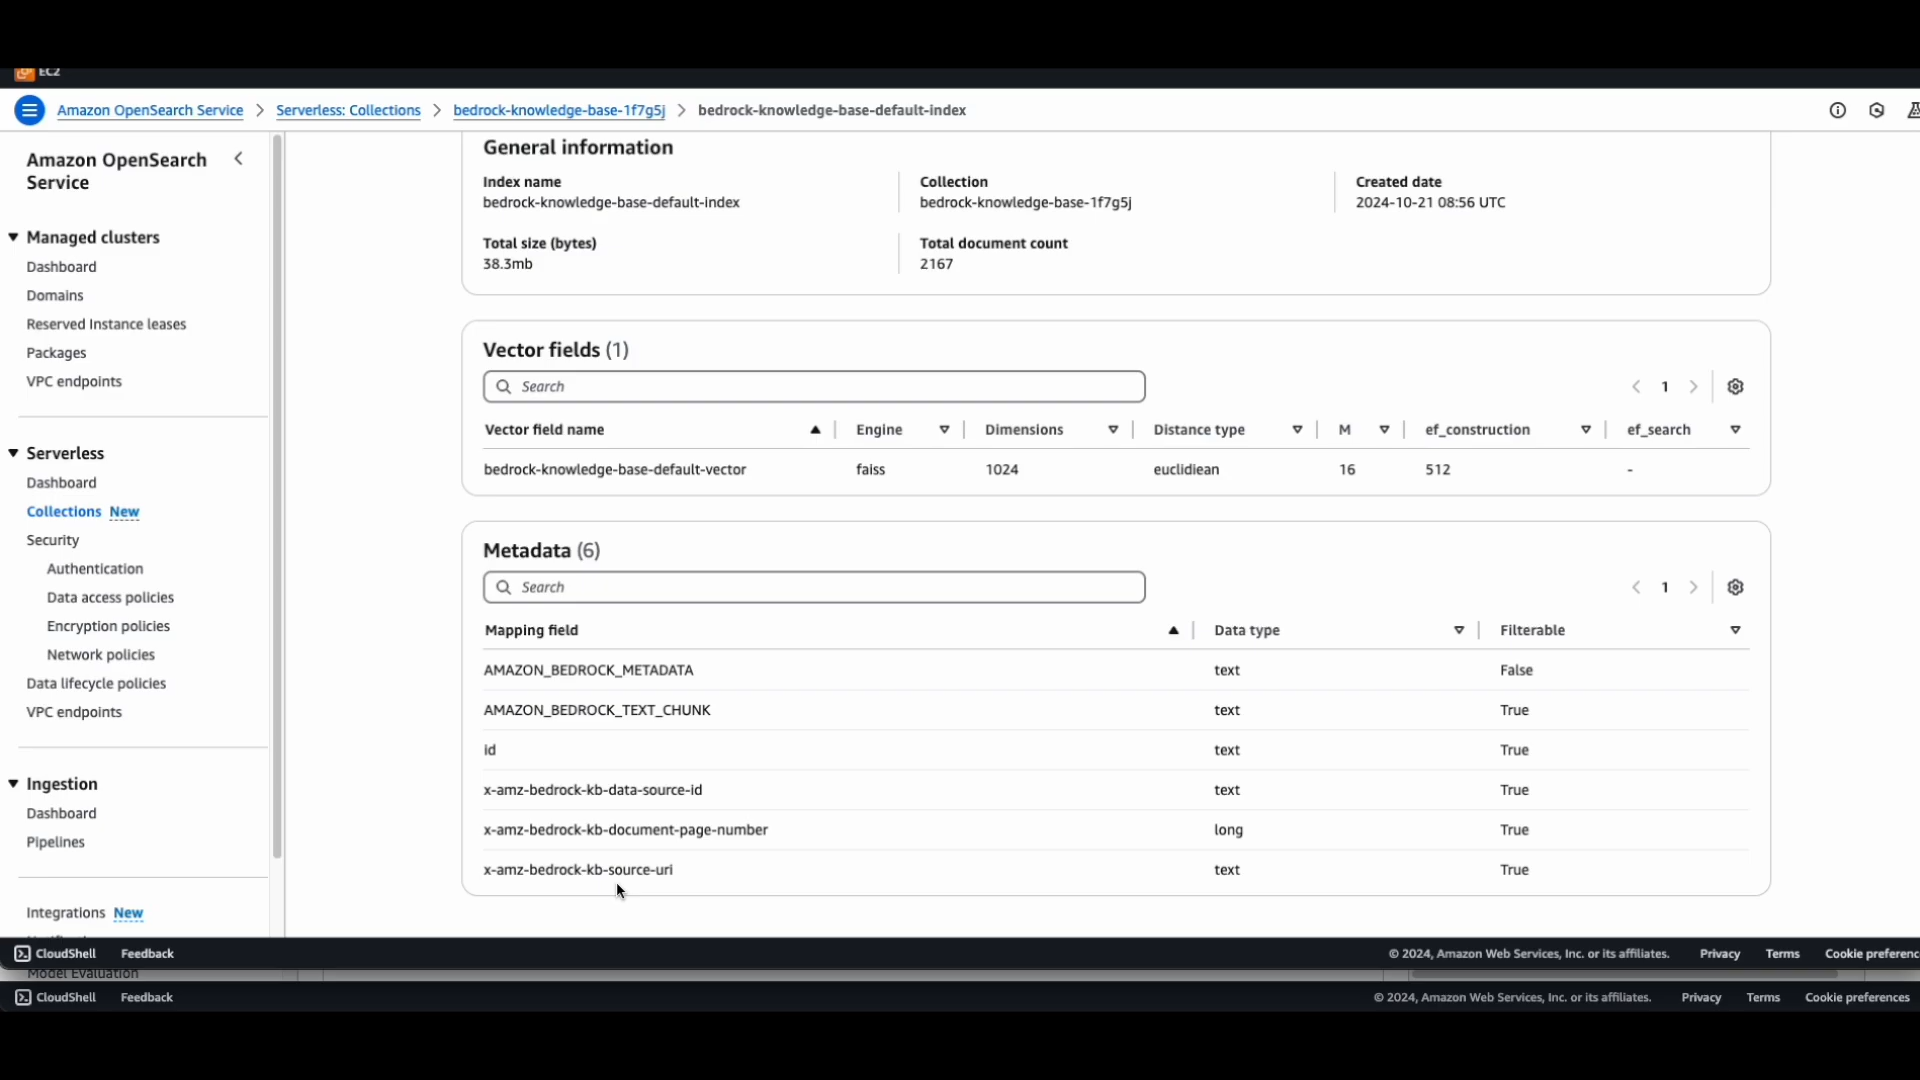 EC2
Amazon OpenSearch Service > Serverless: Collections > bedrock-knowledge-base-1f7g5j > bedrock-knowledge-base-default-index
Amazon OpenSearch
Service
Managed clusters
Dashboard
Domains
Reserved Instance leases
Packages
VPC endpoints
Serverless
Dashboard
Collections New
Security
Authentication
Data access policies
Encryption policies
Network policies
Data lifecycle policies
VPC endpoints
Ingestion
Dashboard
Pipelines
Integrations New
General information
Index name Collection Created date
bedrock-knowledge-base-default-index bedrock-knowledge-base-1f7g5j 2024-10-21 08:56 UTC
Total size (bytes) Total document count
38.3mb 2167
Vector fields (1)
Search
1
Vector field name Engine Dimensions Distance type M ef_construction ef_search
bedrock-knowledge-base-default-vector faiss 1024 euclidiean 16 512 -
Metadata (6)
Search
1
Mapping field Data type Filterable
AMAZON_BEDROCK_METADATA text False
AMAZON_BEDROCK_TEXT_CHUNK text True
id text True
x-amz-bedrock-kb-data-source-id text True
x-amz-bedrock-kb-document-page-number long True
x-amz-bedrock-kb-source-uri text True
CloudShell Feedback © 2024, Amazon Web Services, Inc. or its affiliates. Privacy Terms Cookie preferenc
Model Evaluation
CloudShell Feedback © 2024, Amazon Web Services, Inc. or its affiliates. Privacy Terms Cookie preferences